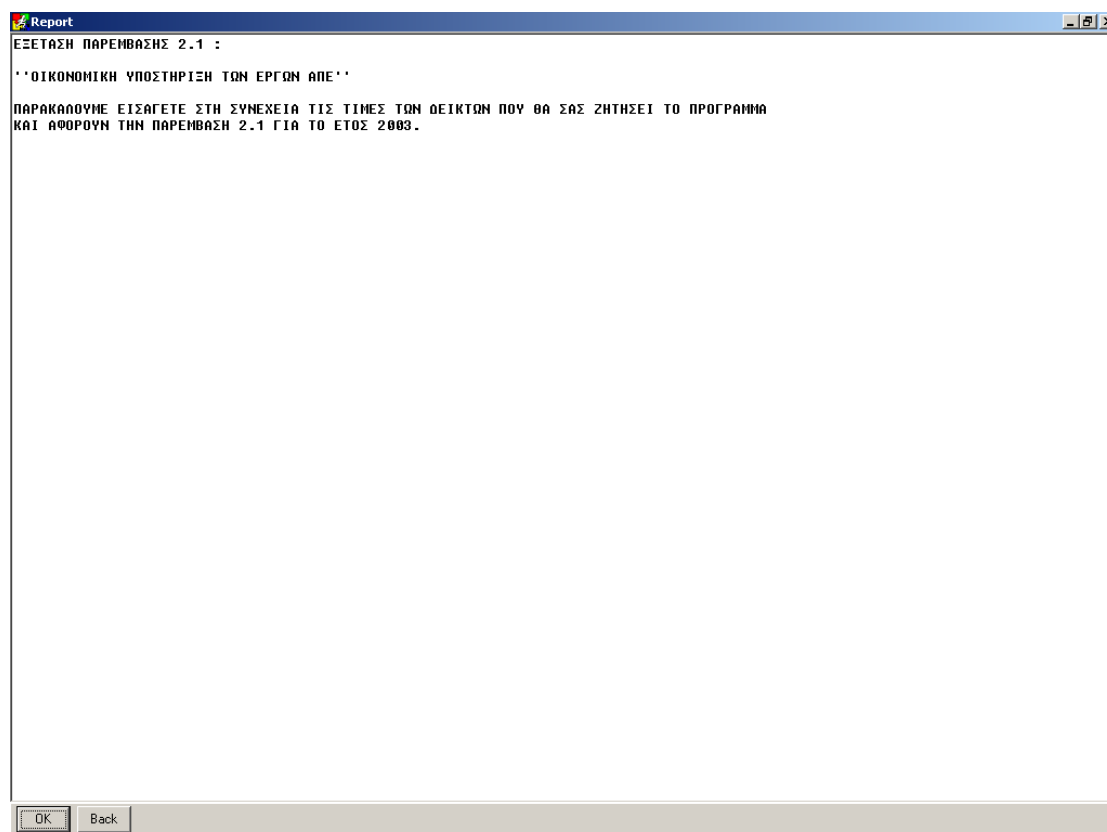 Report
ΕΞΕΤΑΣΗ ΠΑΡΕΜΒΑΣΗΣ 2.1 :
''ΟΙΚΟΝΟΜΙΚΗ ΥΠΟΣΤΗΡΙΞΗ ΤΩΝ ΕΡΓΩΝ ΑΠΕ''
ΠΑΡΑΚΑΛΟΥΜΕ ΕΙΣΑΓΕΤΕ ΣΤΗ ΣΥΝΕΧΕΙΑ ΤΙΣ ΤΙΜΕΣ ΤΩΝ ΔΕΙΚΤΩΝ ΠΟΥ ΘΑ ΣΑΣ ΖΗΤΗΣΕΙ ΤΟ ΠΡΟΓΡΑΜΜΑ
ΚΑΙ ΑΦΟΡΟΥΝ ΤΗΝ ΠΑΡΕΜΒΑΣΗ 2.1 ΓΙΑ ΤΟ ΕΤΟΣ 2003.
OK Back